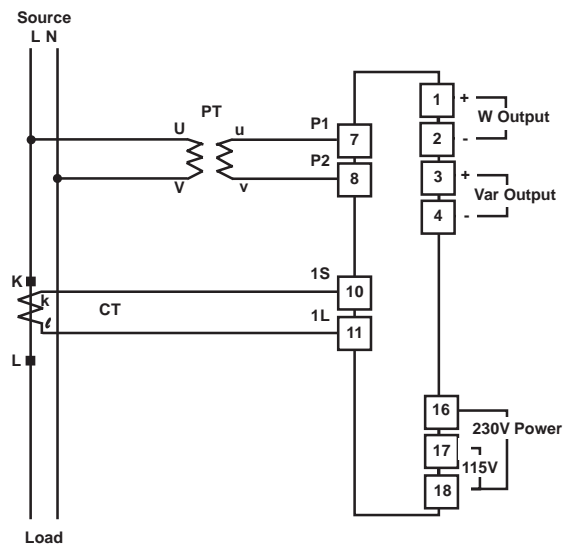 Source
L N
PT
U
u
P1
7
1
+
W Output
V
v
P2
8
2
-
3
+
Var Output
4
-
K
k
CT
1S
10
ℓ
1L
11
L
16
230V Power
17
115V
18
Load